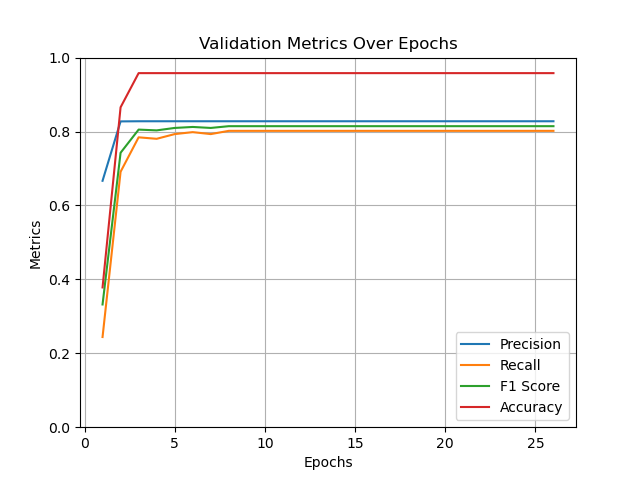 Validation Metrics Over Epochs
1.0
0.8
0.6
0.4
0.2
0.0
Metrics
0 5 10 15 20 25
Epochs
Precision
Recall
F1 Score
Accuracy